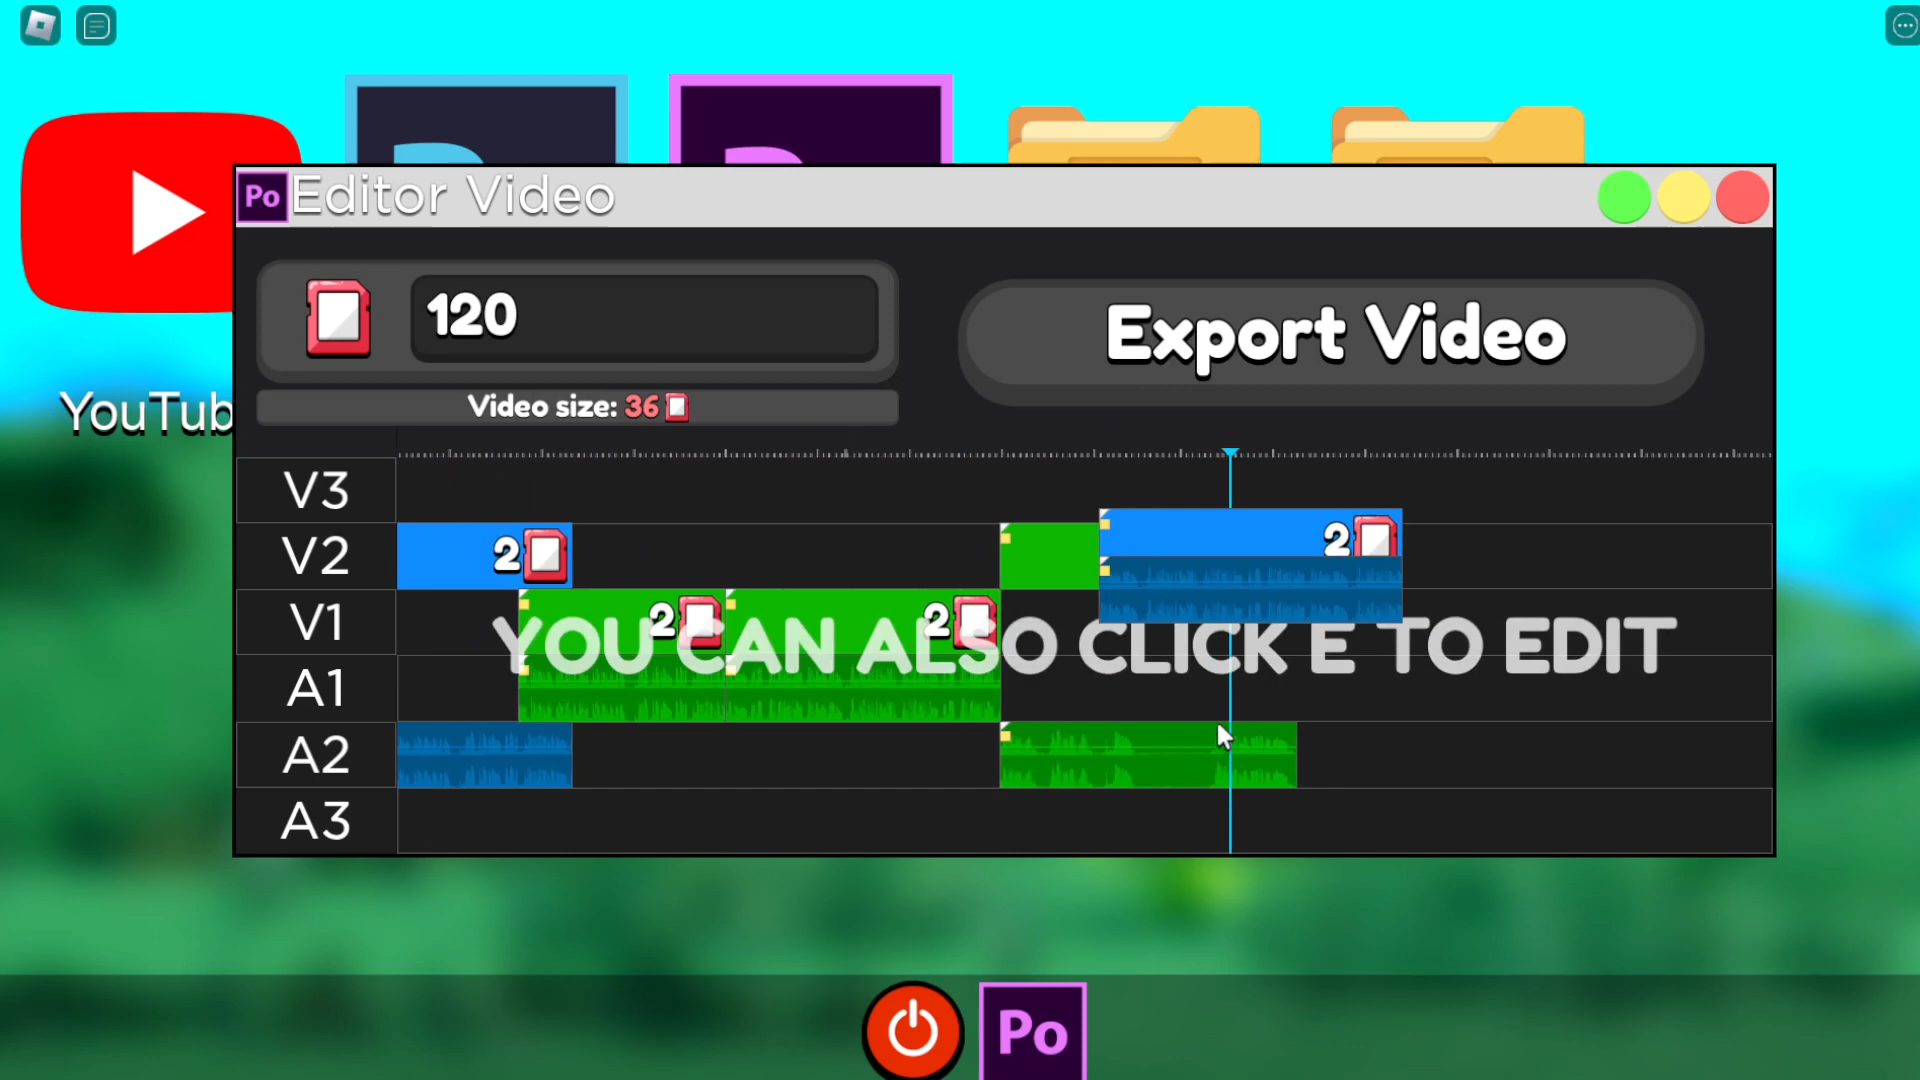 Po Editor Video
120
Export Video
Video size: 36
YouTub
V3
V2
2
2
V1
2
2
YOU CAN ALSO CLICK E TO EDIT
A1
A2
A3
Po